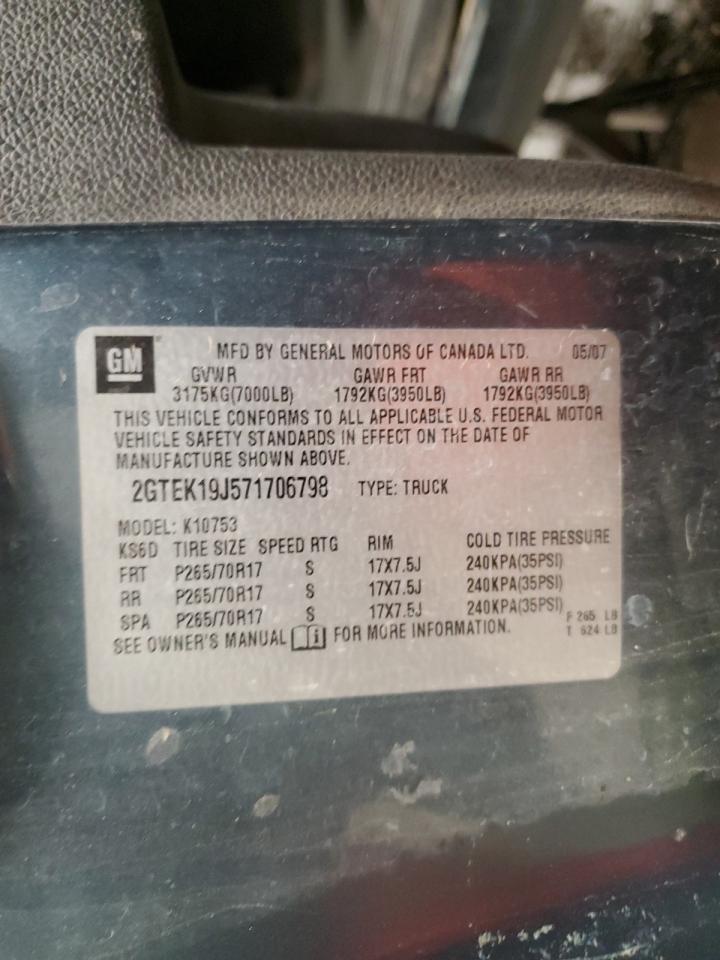 GM
MFD BY GENERAL MOTORS OF CANADA LTD. 05/07
GVWR GAWR FRT GAWR RR
3175KG(7000LB) 1792KG(3950LB) 1792KG(3950LB)
THIS VEHICLE CONFORMS TO ALL APPLICABLE U.S. FEDERAL MOTOR
VEHICLE SAFETY STANDARDS IN EFFECT ON THE DATE OF
MANUFACTURE SHOWN ABOVE.
2GTEK19J571706798 TYPE: TRUCK
MODEL: K10753
KS6D TIRE SIZE SPEED RTG RIM COLD TIRE PRESSURE
FRT P265/70R17 S 17X7.5J 240KPA(35PSI)
RR P265/70R17 S 17X7.5J 240KPA(35PSI)
SPA P265/70R17 S 17X7.5J 240KPA(35PSI)
SEE OWNER'S MANUAL FOR MORE INFORMATION.
F 265 LB
T 624 LB